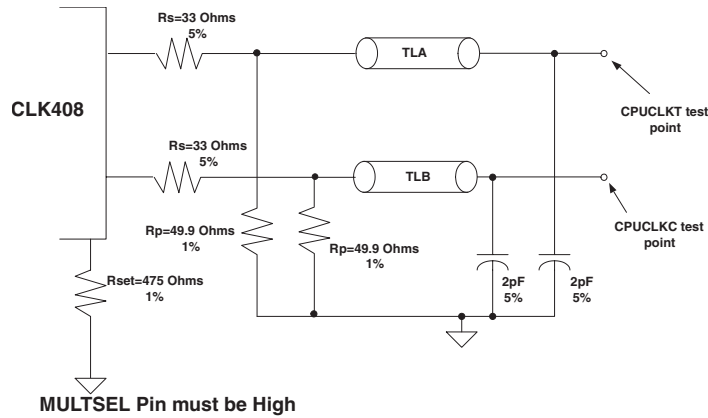 Rs=33 Ohms
5%
TLA
CLK408
CPUCLKT test
point
Rs=33 Ohms
5%
TLB
CPUCLKC test
point
Rp=49.9 Ohms
1%
Rp=49.9 Ohms
1%
Rset=475 Ohms
1%
2pF
5%
2pF
5%
MULTSEL Pin must be High